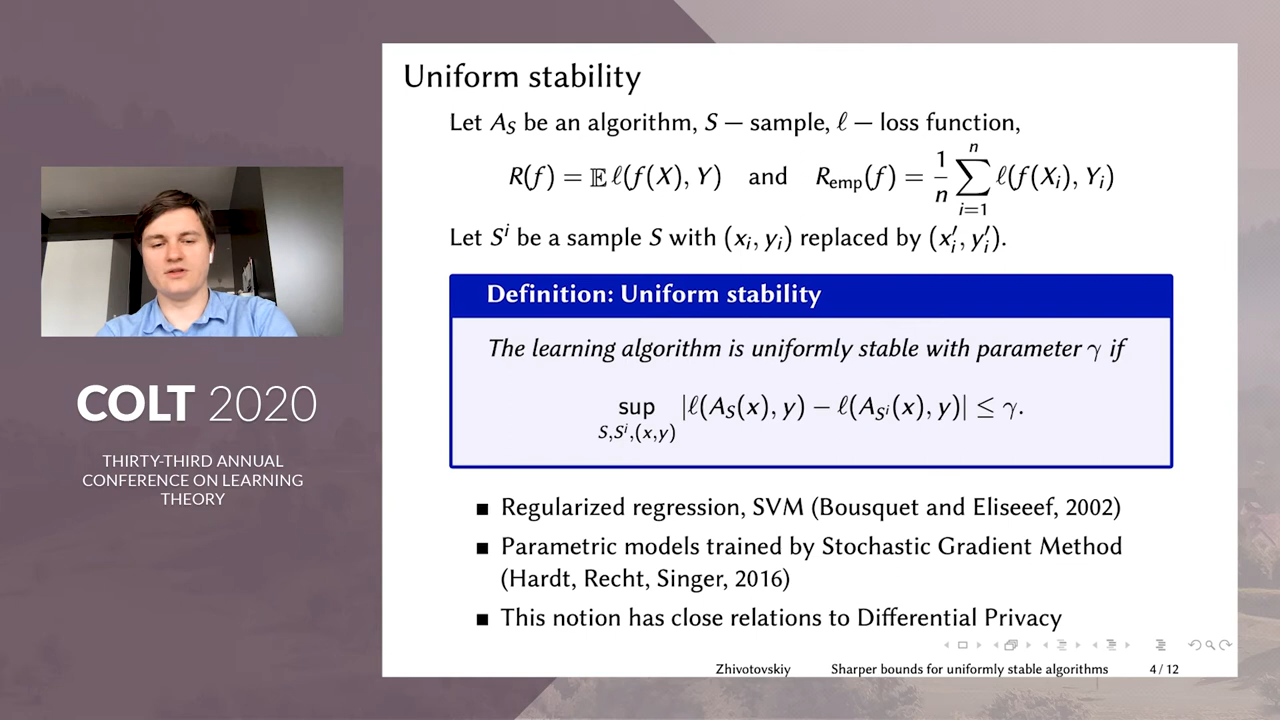 Uniform stability
Let A_S be an algorithm, S — sample, ℓ — loss function,
R(f) = 𝔼 ℓ(f(X), Y) and R_emp(f) = 1/n ∑_{i=1}^{n} ℓ(f(X_i), Y_i)
Let S^i be a sample S with (x_i, y_i) replaced by (x′_i, y′_i).
Definition: Uniform stability
The learning algorithm is uniformly stable with parameter γ if
sup_{S,S^i,(x,y)} |ℓ(A_S(x), y) − ℓ(A_{S^i}(x), y)| ≤ γ.
■ Regularized regression, SVM (Bousquet and Eliseeef, 2002)
■ Parametric models trained by Stochastic Gradient Method
(Hardt, Recht, Singer, 2016)
■ This notion has close relations to Differential Privacy
Zhivotovskiy Sharper bounds for uniformly stable algorithms 4 / 12
COLT 2020
THIRTY-THIRD ANNUAL
CONFERENCE ON LEARNING
THEORY